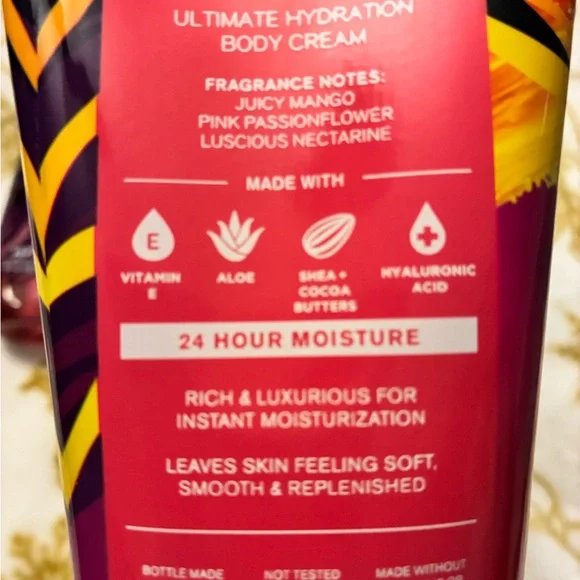 ULTIMATE HYDRATION
BODY CREAM
FRAGRANCE NOTES:
JUICY MANGO
PINK PASSIONFLOWER
LUSCIOUS NECTARINE
MADE WITH
E
VITAMIN
E
ALOE
SHEA +
COCOA
BUTTERS
HYALURONIC
ACID
24 HOUR MOISTURE
RICH & LUXURIOUS FOR
INSTANT MOISTURIZATION
LEAVES SKIN FEELING SOFT,
SMOOTH & REPLENISHED
BOTTLE MADE
NOT TESTED
MADE WITHOUT